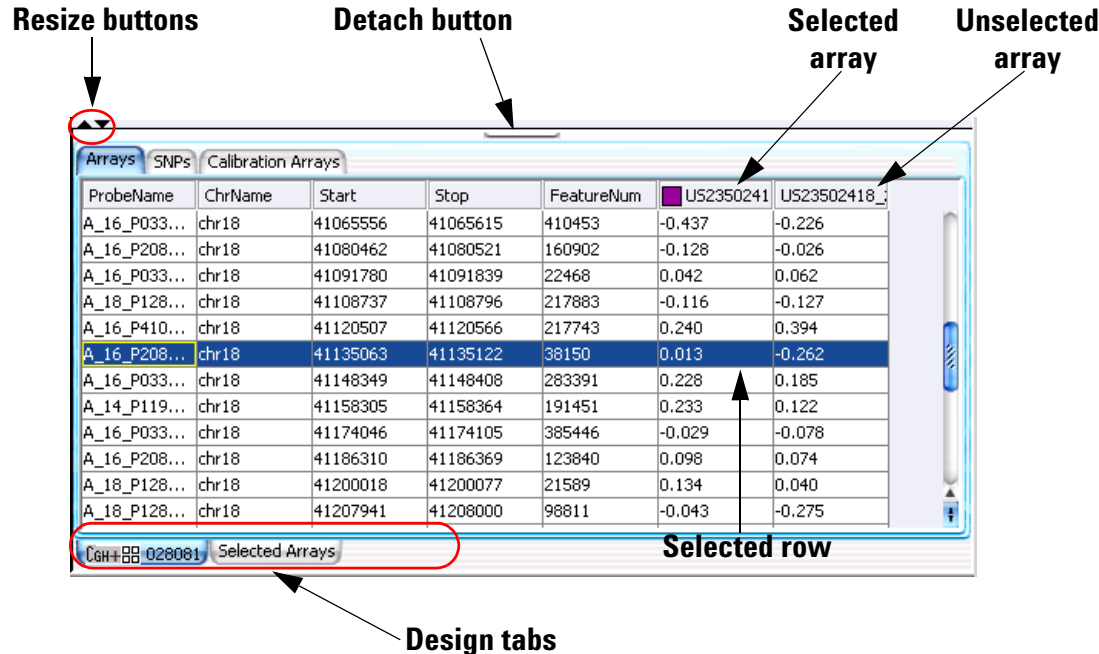 Resize buttons Detach button Selected array Unselected array
Arrays SNPs Calibration Arrays
ProbeName ChrName Start Stop FeatureNum US2350241 US23502418_
A_16_P033... chr18 41065556 41065615 410453 -0.437 -0.226
A_16_P208... chr18 41080462 41080521 160902 -0.128 -0.026
A_16_P033... chr18 41091780 41091839 22468 0.042 0.062
A_18_P128... chr18 41108737 41108796 217883 -0.116 -0.127
A_16_P410... chr18 41120507 41120566 217743 0.240 0.394
A_16_P208... chr18 41135063 41135122 38150 0.013 -0.262
A_16_P033... chr18 41148349 41148408 283391 0.228 0.185
A_14_P119... chr18 41158305 41158364 191451 0.233 0.122
A_16_P033... chr18 41174046 41174105 385446 -0.029 -0.078
A_16_P208... chr18 41186310 41186369 123840 0.098 0.074
A_18_P128... chr18 41200018 41200077 21589 0.134 0.040
A_18_P128... chr18 41207941 41208000 98811 -0.043 -0.275
CGH+ 028081 Selected Arrays
Selected row
Design tabs